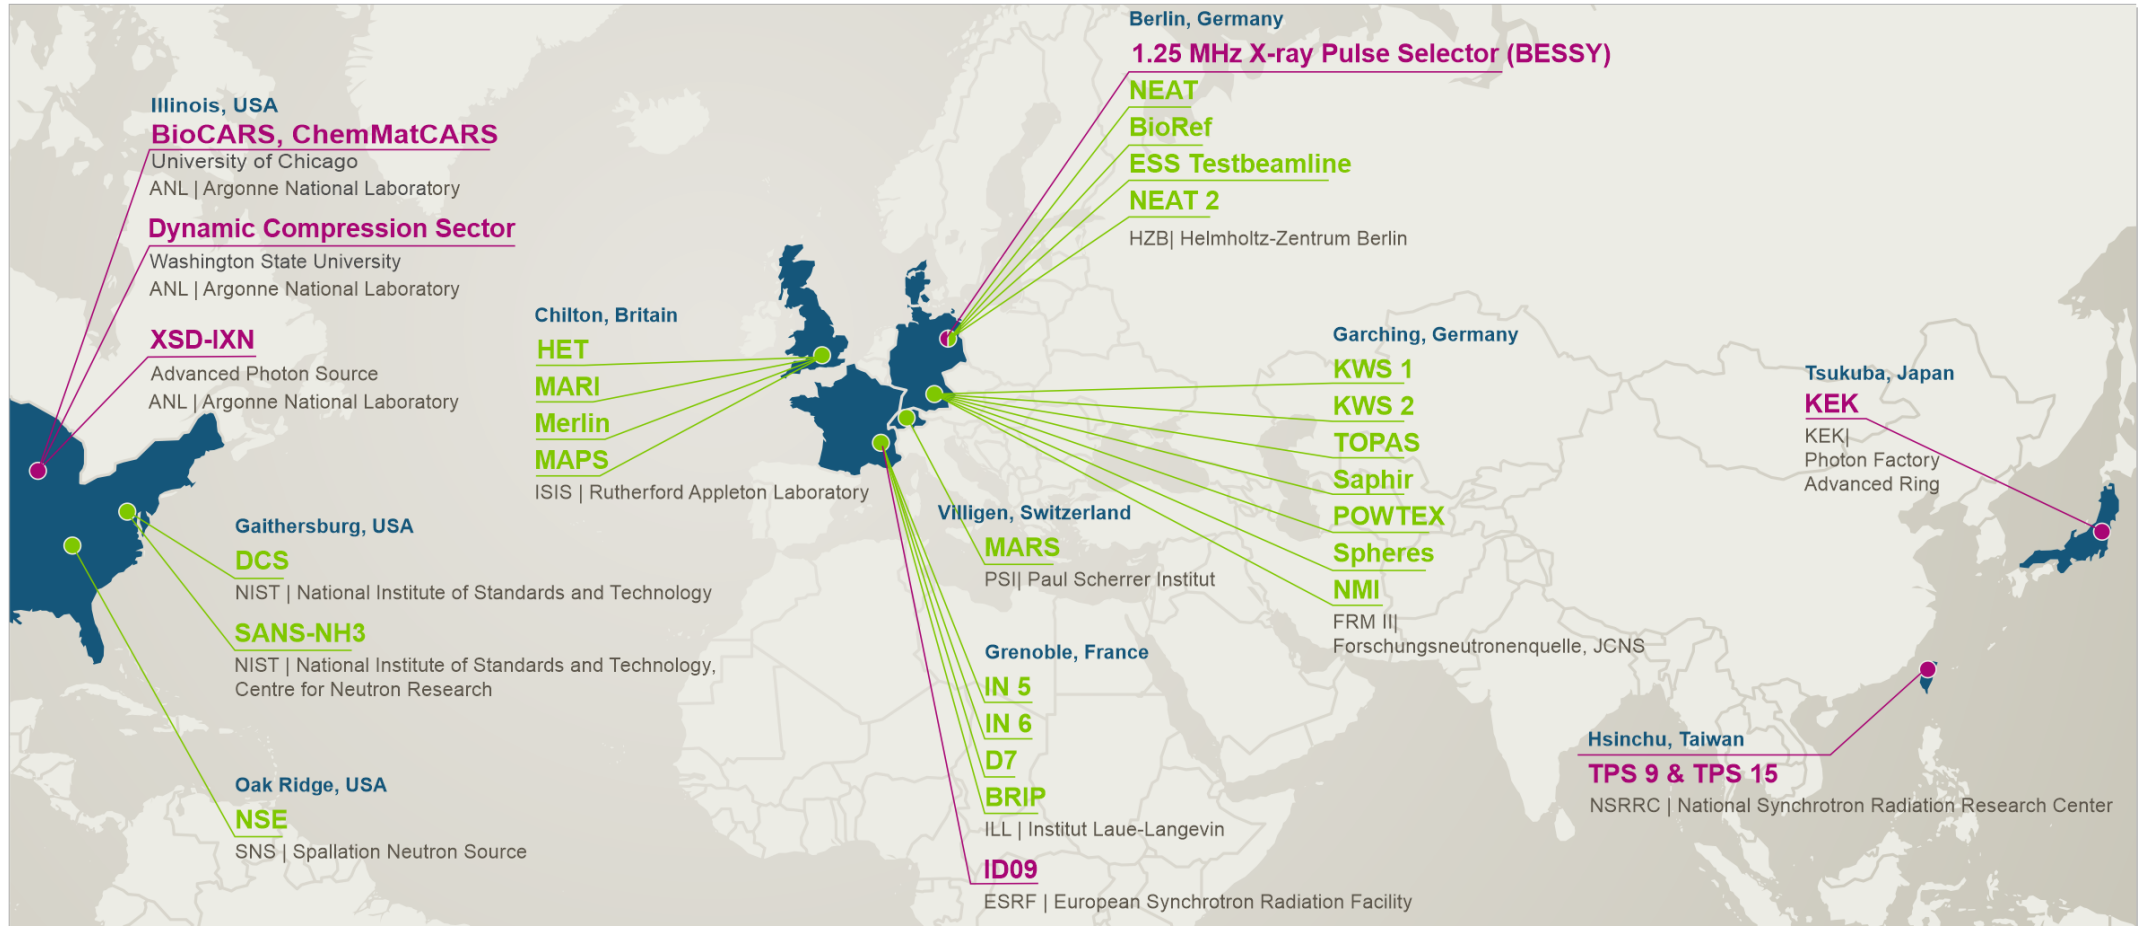 Illinois, USA
BioCARS, ChemMatCARS
University of Chicago
ANL | Argonne National Laboratory
Dynamic Compression Sector
Washington State University
ANL | Argonne National Laboratory
XSD-IXN
Advanced Photon Source
ANL | Argonne National Laboratory
Gaithersburg, USA
DCS
NIST | National Institute of Standards and Technology
SANS-NH3
NIST | National Institute of Standards and Technology,
Centre for Neutron Research
Oak Ridge, USA
NSE
SNS | Spallation Neutron Source
Chilton, Britain
HET
MARI
Merlin
MAPS
ISIS | Rutherford Appleton Laboratory
Berlin, Germany
1.25 MHz X-ray Pulse Selector (BESSY)
NEAT
BioRef
ESS Testbeamline
NEAT 2
HZB| Helmholtz-Zentrum Berlin
Villigen, Switzerland
MARS
PSI| Paul Scherrer Institut
Grenoble, France
IN 5
IN 6
D7
BRIP
ILL | Institut Laue-Langevin
ID09
ESRF | European Synchrotron Radiation Facility
Garching, Germany
KWS 1
KWS 2
TOPAS
Saphir
POWTEX
Spheres
NMI
FRM II|
Forschungsneutronenquelle, JCNS
Tsukuba, Japan
KEK
KEK|
Photon Factory
Advanced Ring
Hsinchu, Taiwan
TPS 9 & TPS 15
NSRRC | National Synchrotron Radiation Research Center